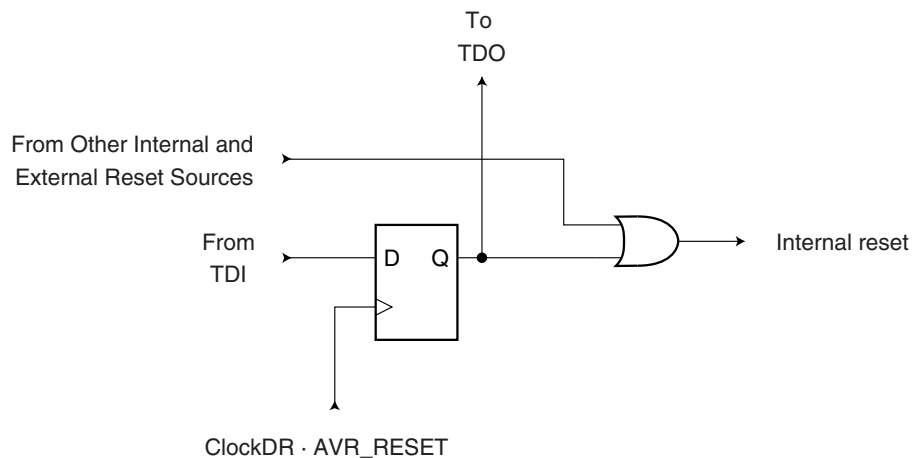 To
TDO
From Other Internal and
External Reset Sources
From
TDI
D Q
Internal reset
ClockDR · AVR_RESET